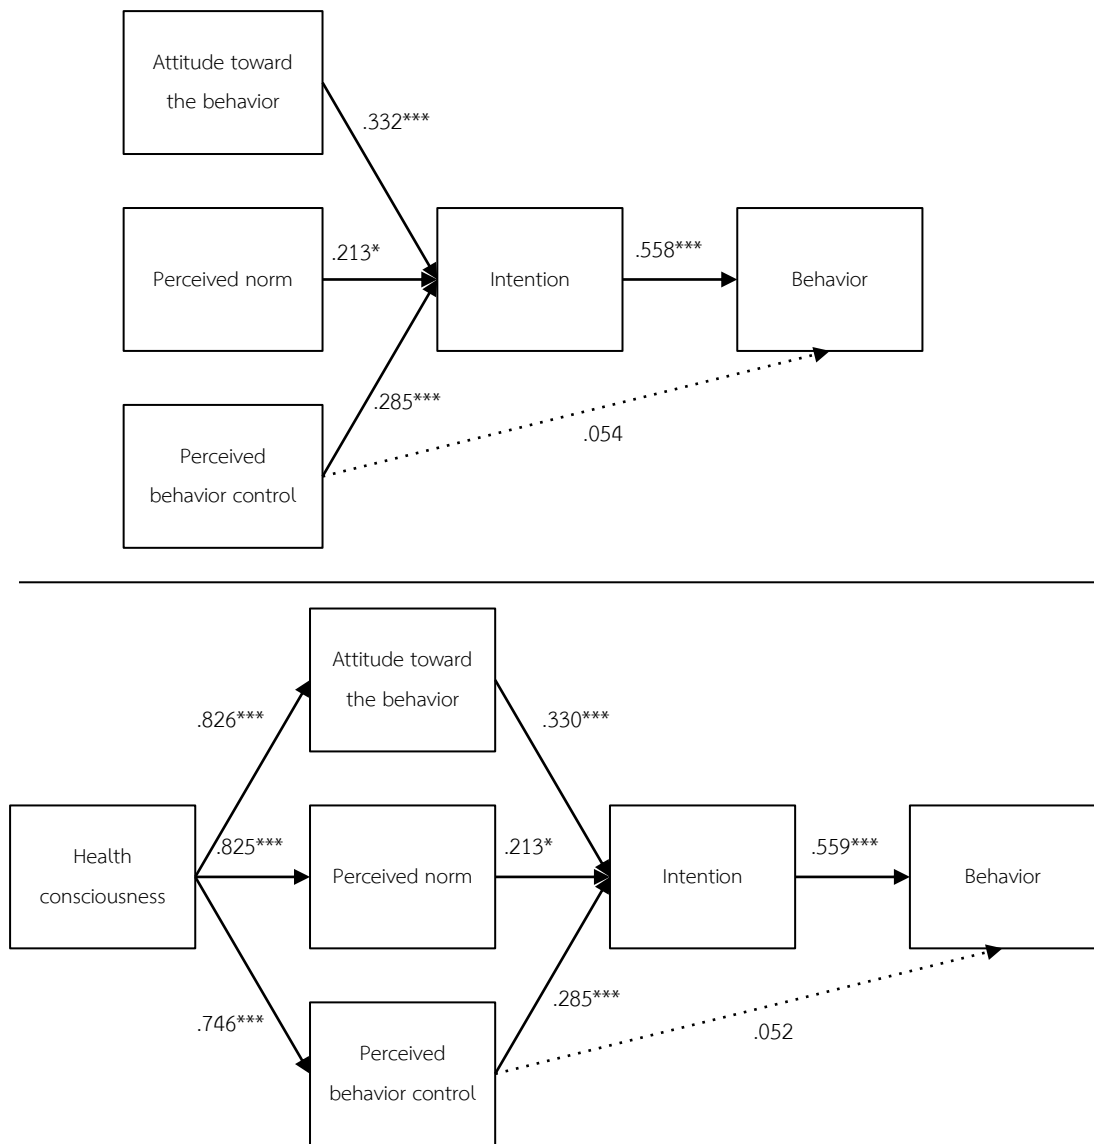 Attitude toward
the behavior
.332***
Perceived norm
.213*
Intention
.558***
Behavior
.285***
.054
Perceived
behavior control
Attitude toward
the behavior
.826***
.330***
Health
consciousness
.825***
Perceived norm
.213*
Intention
.559***
Behavior
.746***
.285***
.052
Perceived
behavior control